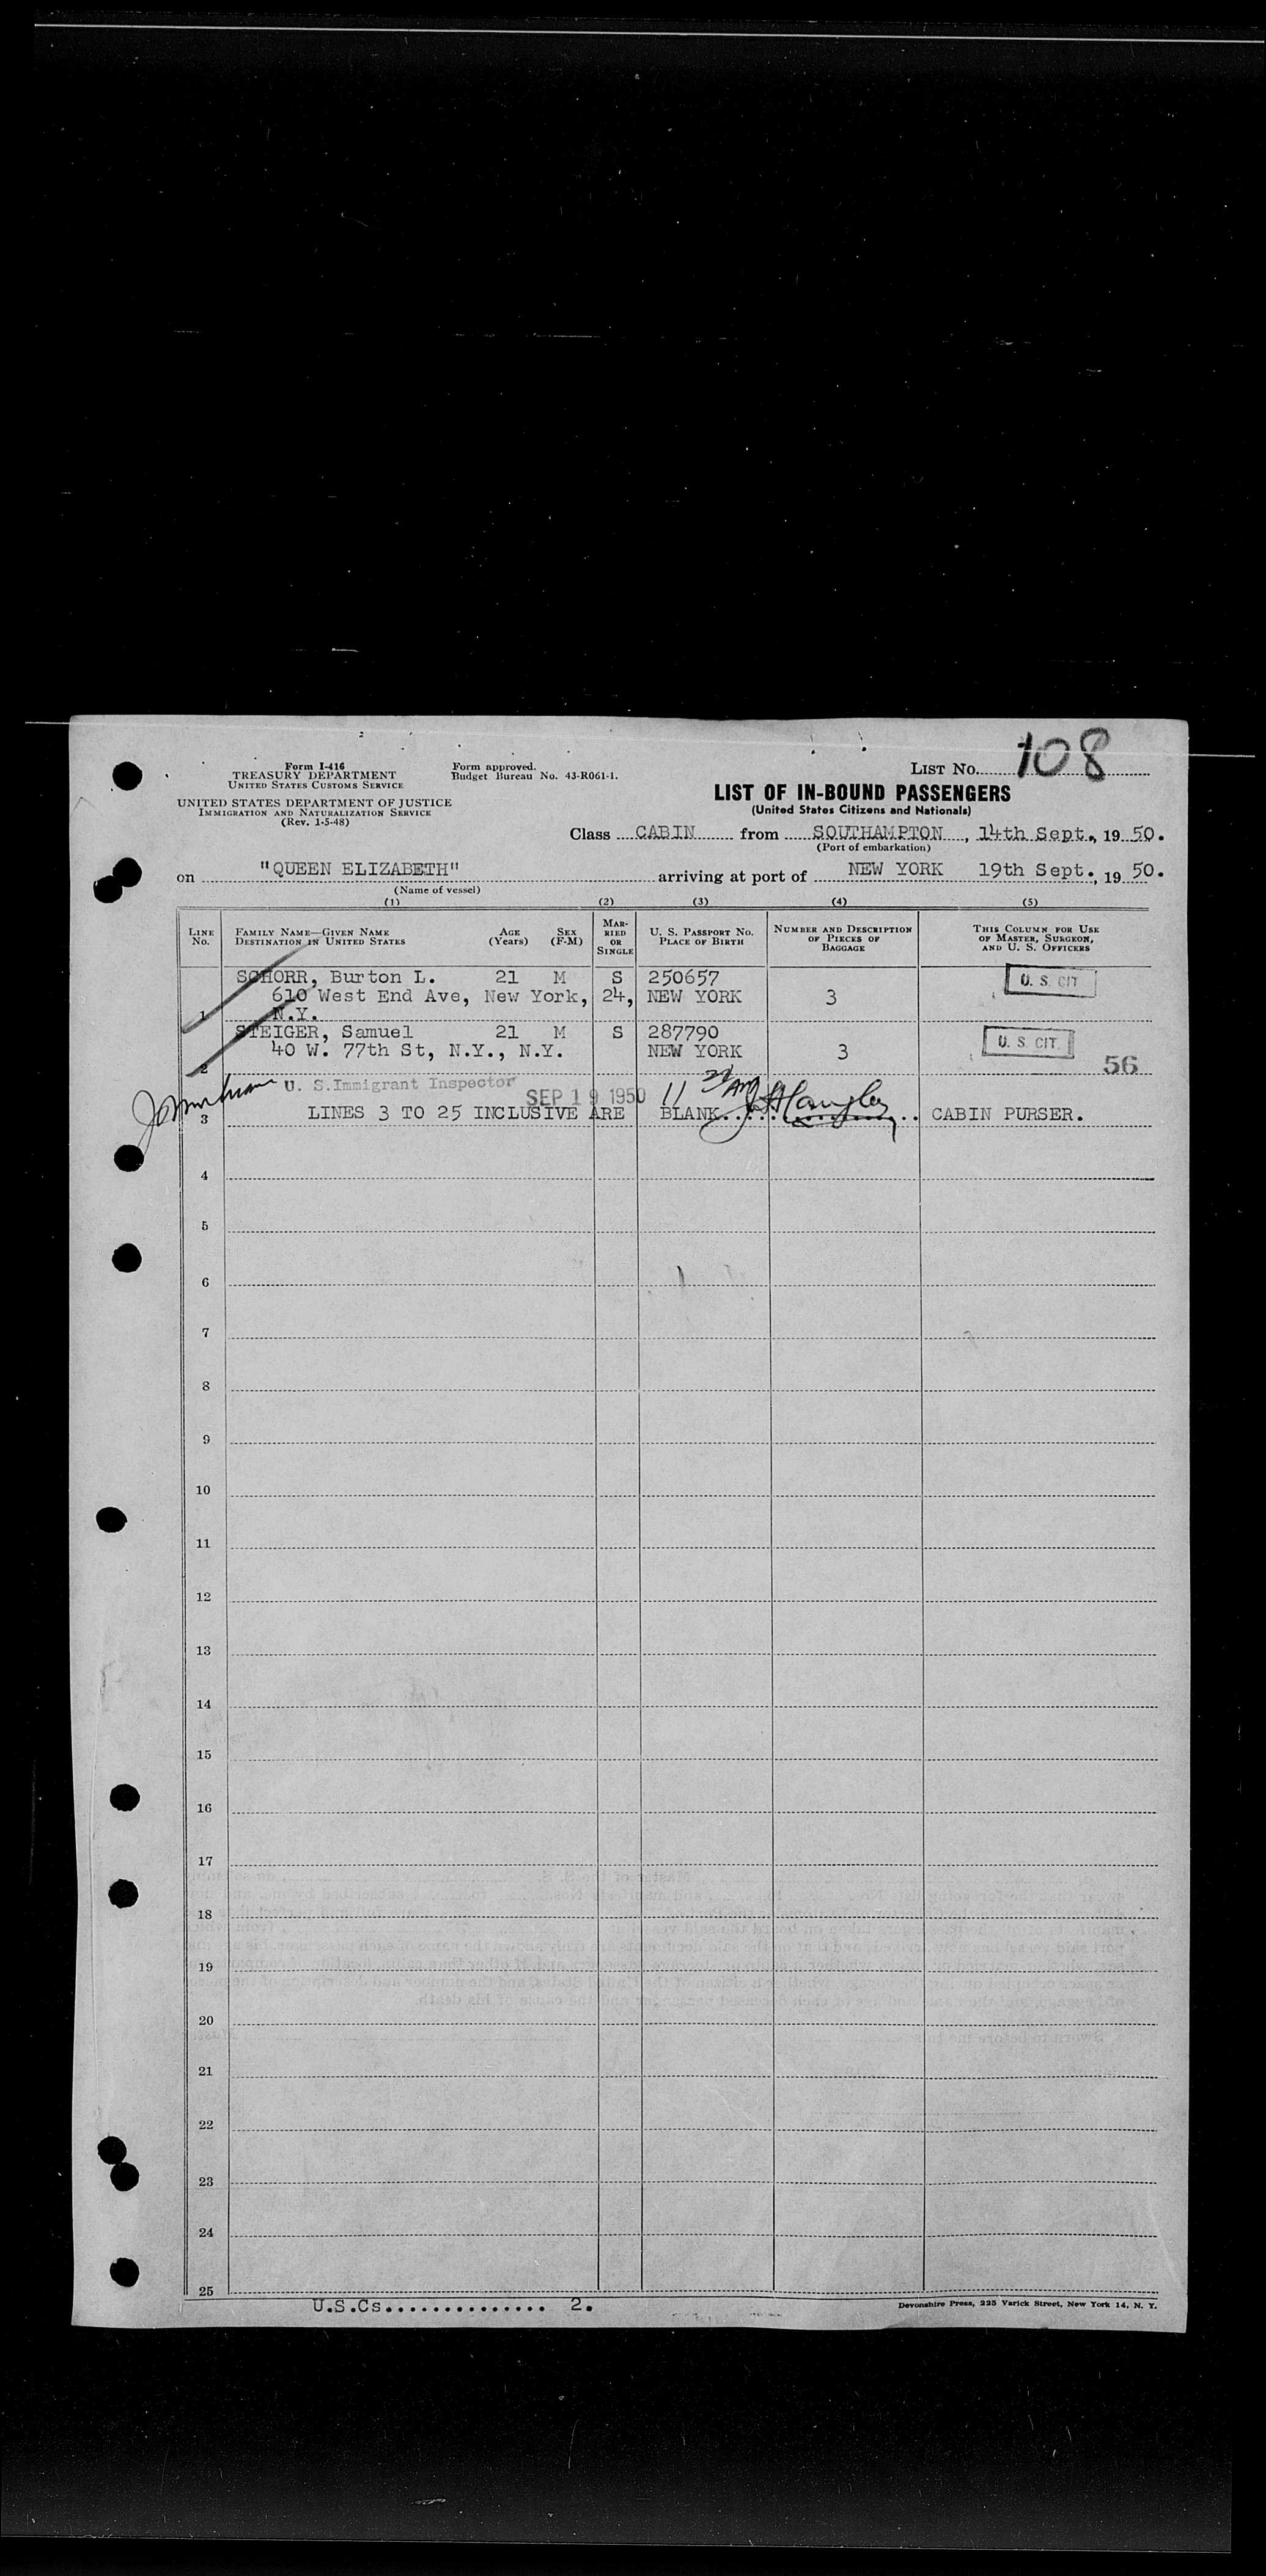 108
Form I-416
TREASURY DEPARTMENT
UNITED STATES CUSTOMS SERVICE
UNITED STATES DEPARTMENT OF JUSTICE
IMMIGRATION AND NATURALIZATION SERVICE
(Rev. 1-5-48)
Form approved.
Budget Bureau No. 43-R061-1.
LIST No.
LIST OF IN-BOUND PASSENGERS
(United States Citizens and Nationals)
Class CABIN from SOUTHAMPTON, 14th Sept., 19 50.
(Port of embarkation)
on "QUEEN ELIZABETH" arriving at port of NEW YORK 19th Sept., 19 50.
(Name of vessel)
(1) (2) (3) (4) (5)
LINE No.
FAMILY NAME—GIVEN NAME
DESTINATION IN UNITED STATES
AGE (Years)
SEX (F-M)
MARRIED OR SINGLE
U. S. PASSPORT No.
PLACE OF BIRTH
NUMBER AND DESCRIPTION OF PIECES OF BAGGAGE
THIS COLUMN FOR USE OF MASTER, SURGEON, AND U. S. OFFICERS
SCHORR, Burton L. 21 M S 250657 U. S. CIT
610 West End Ave, New York, 24, NEW YORK 3
1 N.Y.
STEIGER, Samuel 21 M S 287790 U. S. CIT.
40 W. 77th St, N.Y., N.Y. NEW YORK 3
2 56
U. S. Immigrant Inspector SEP 19 1950 11 AM
3 LINES 3 TO 25 INCLUSIVE ARE BLANK.................. CABIN PURSER.
4
5
6
7
8
9
10
11
12
13
14
15
16
17
18
19
20
21
22
23
24
25
U.S.Cs.............. 2.
Devonshire Press, 225 Varick Street, New York 14, N. Y.